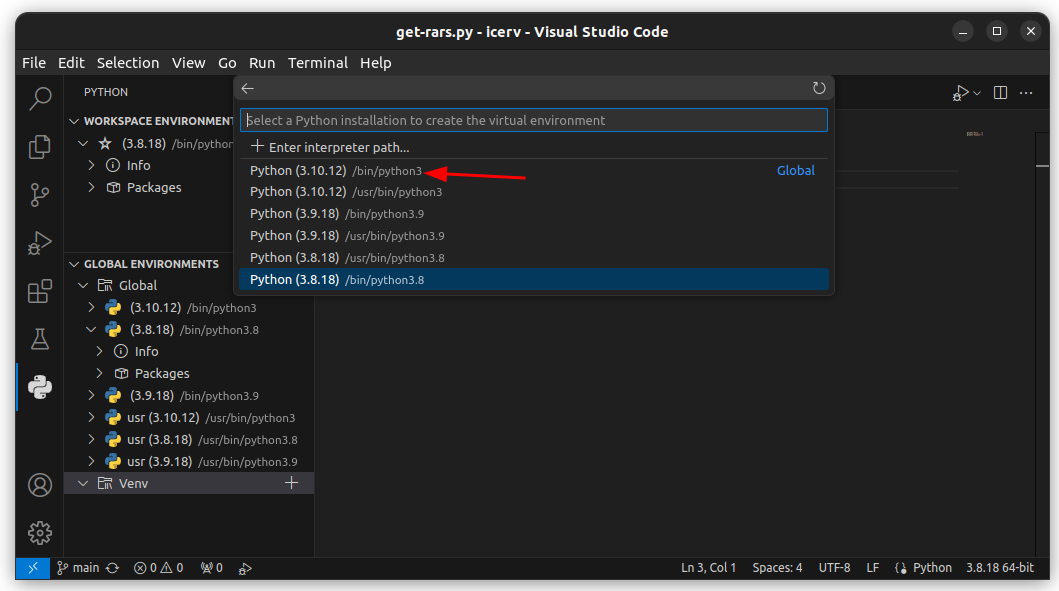 get-rars.py - icerv - Visual Studio Code
File Edit Selection View Go Run Terminal Help
PYTHON
WORKSPACE ENVIRONMENT
(3.8.18) /bin/python
Info
Packages
Select a Python installation to create the virtual environment
Enter interpreter path...
Python (3.10.12) /bin/python3 Global
Python (3.10.12) /usr/bin/python3
Python (3.9.18) /bin/python3.9
Python (3.9.18) /usr/bin/python3.9
Python (3.8.18) /usr/bin/python3.8
Python (3.8.18) /bin/python3.8
GLOBAL ENVIRONMENTS
Global
(3.10.12) /bin/python3
(3.8.18) /bin/python3.8
Info
Packages
(3.9.18) /bin/python3.9
usr (3.10.12) /usr/bin/python3
usr (3.8.18) /usr/bin/python3.8
usr (3.9.18) /usr/bin/python3.9
Venv
main 0 0 0 Ln 3, Col 1 Spaces: 4 UTF-8 LF Python 3.8.18 64-bit